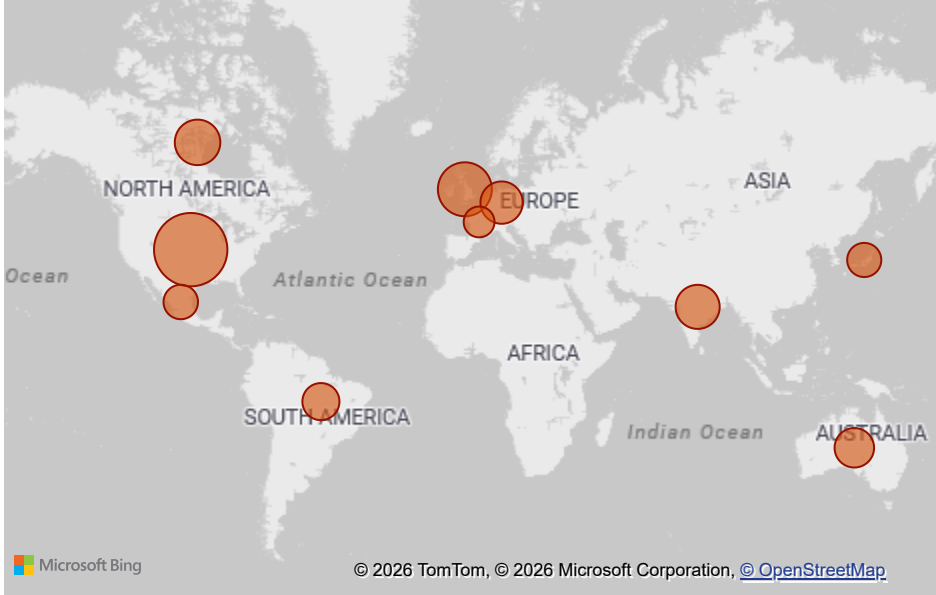 ASIA
NORTH AMERICA
EUROPE
Ocean
Atlantic Ocean
AFRICA
SOUTH AMERICA
Indian Ocean
AUSTRALIA
Microsoft Bing
© 2026 TomTom, © 2026 Microsoft Corporation, © OpenStreetMap